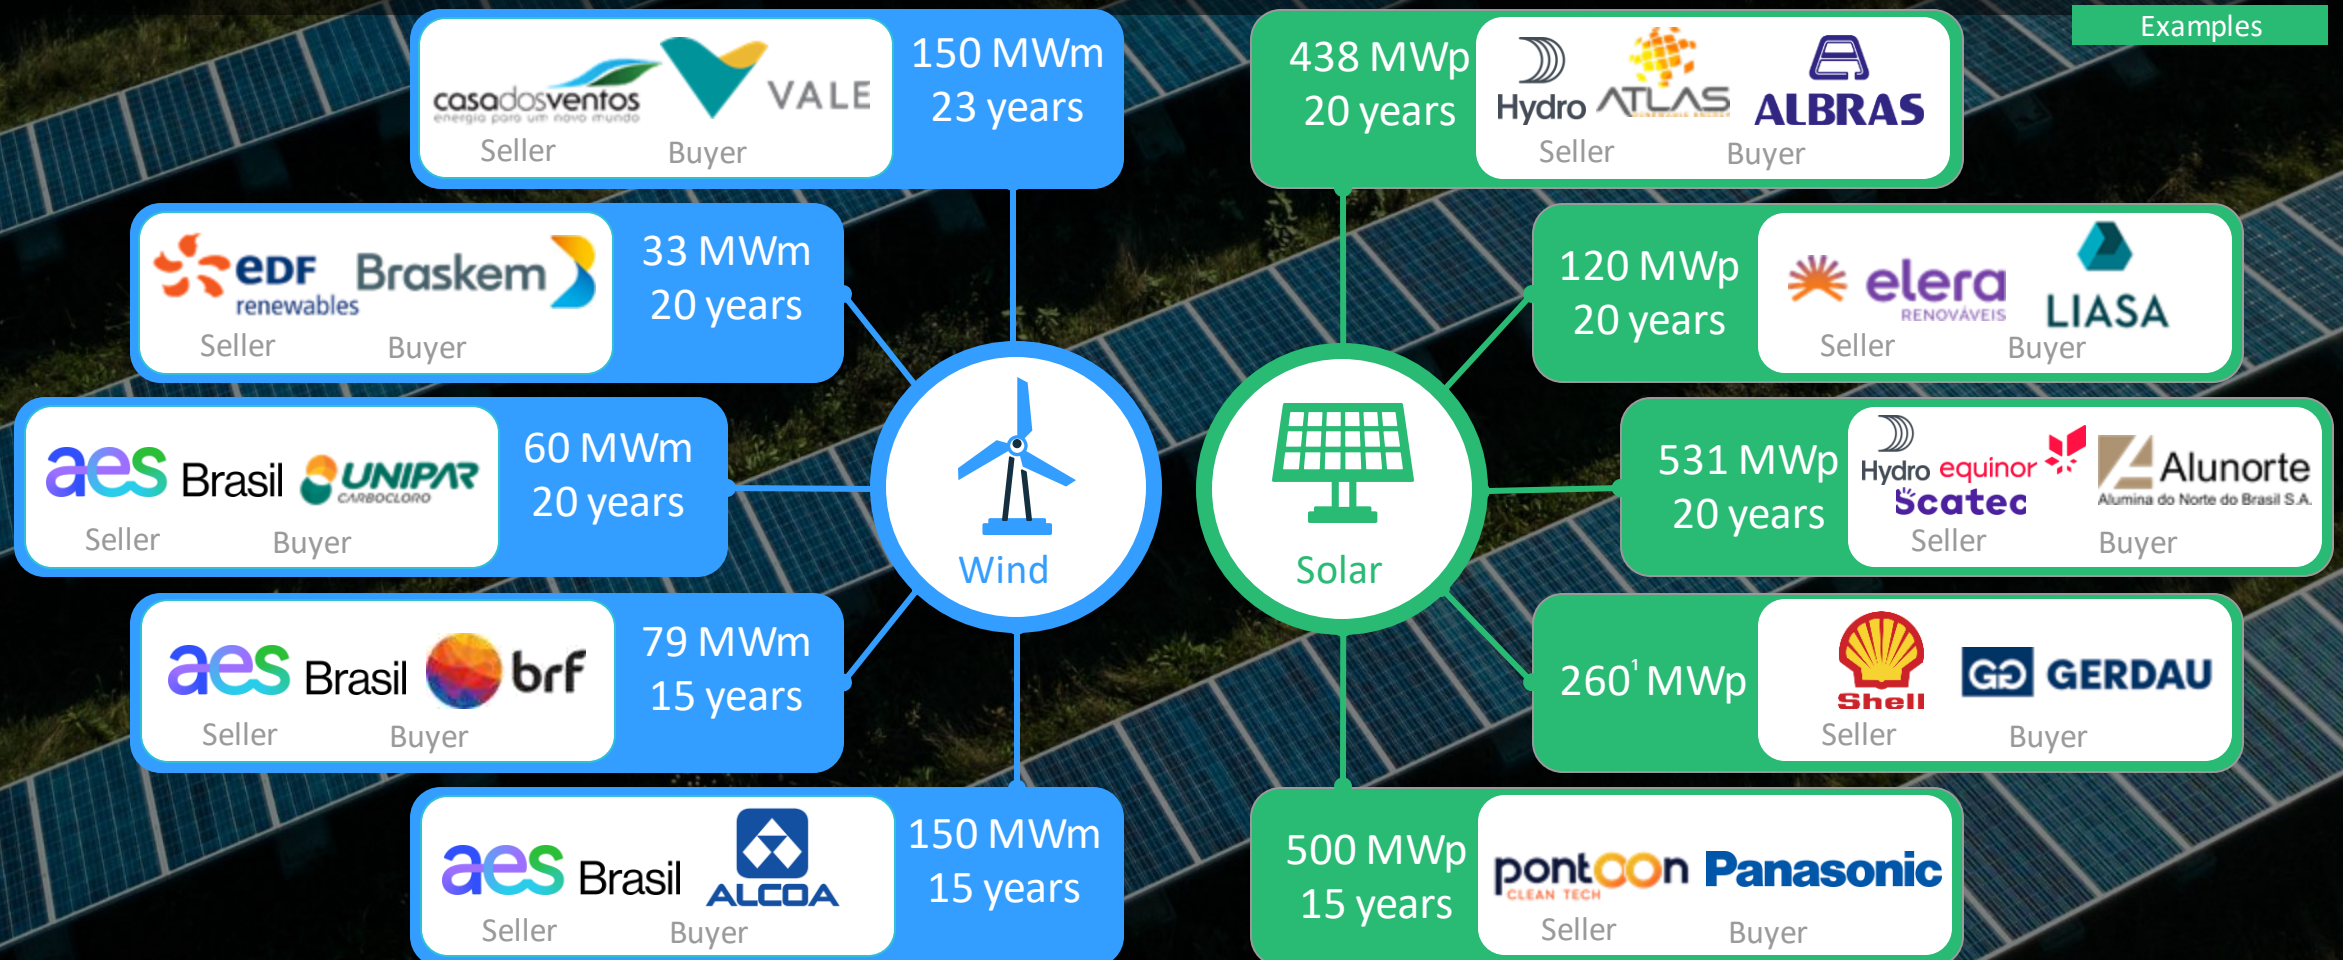 Examples
casadosventos
energia para um novo mundo
VALE
Seller
Buyer
150 MWm
23 years
eDF
renewables
Braskem
Seller
Buyer
33 MWm
20 years
aes Brasil
UNIPAR
CARBOCLORO
Seller
Buyer
60 MWm
20 years
aes Brasil
brf
Seller
Buyer
79 MWm
15 years
aes Brasil
ALCOA
Seller
Buyer
150 MWm
15 years
Wind
Solar
438 MWp
20 years
Hydro
ATLAS
ALBRAS
Seller
Buyer
120 MWp
20 years
elera
RENOVÁVEIS
LIASA
Seller
Buyer
531 MWp
20 years
Hydro
equinor
Scatec
Alunorte
Alumina do Norte do Brasil S.A.
Seller
Buyer
260¹ MWp
Shell
GERDAU
Seller
Buyer
500 MWp
15 years
pontoon
CLEAN TECH
Panasonic
Seller
Buyer